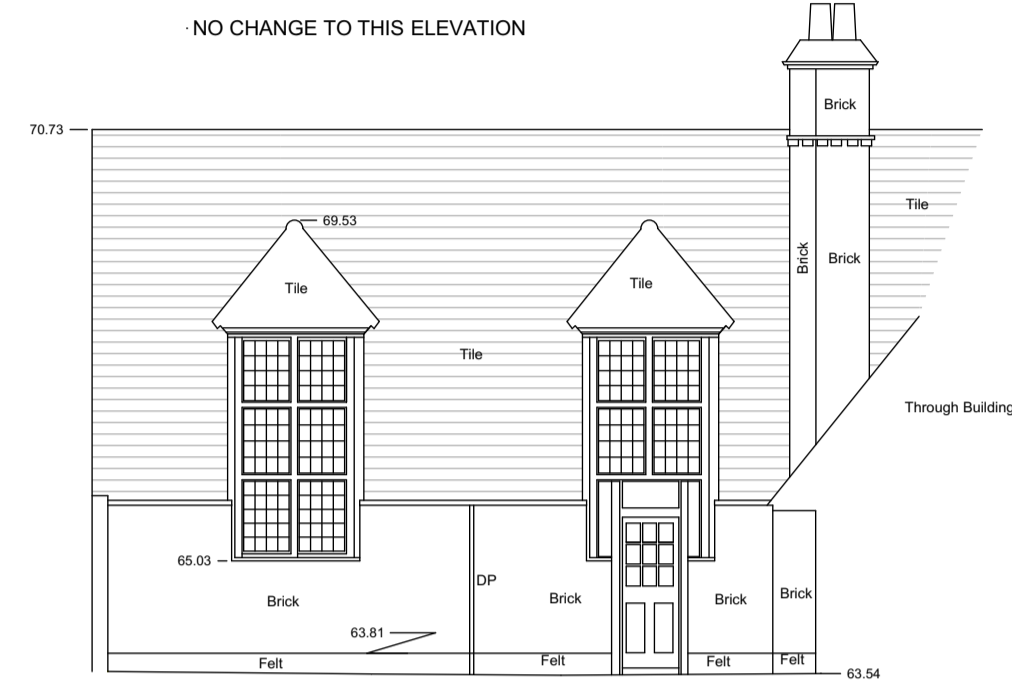 · NO CHANGE TO THIS ELEVATION
Brick
70.73
Tile
69.53
Brick
Brick
Tile
Tile
Tile
Through Building
65.03
DP
Brick
Brick
Brick
Brick
63.81
Felt
Felt
Felt
Felt
63.54